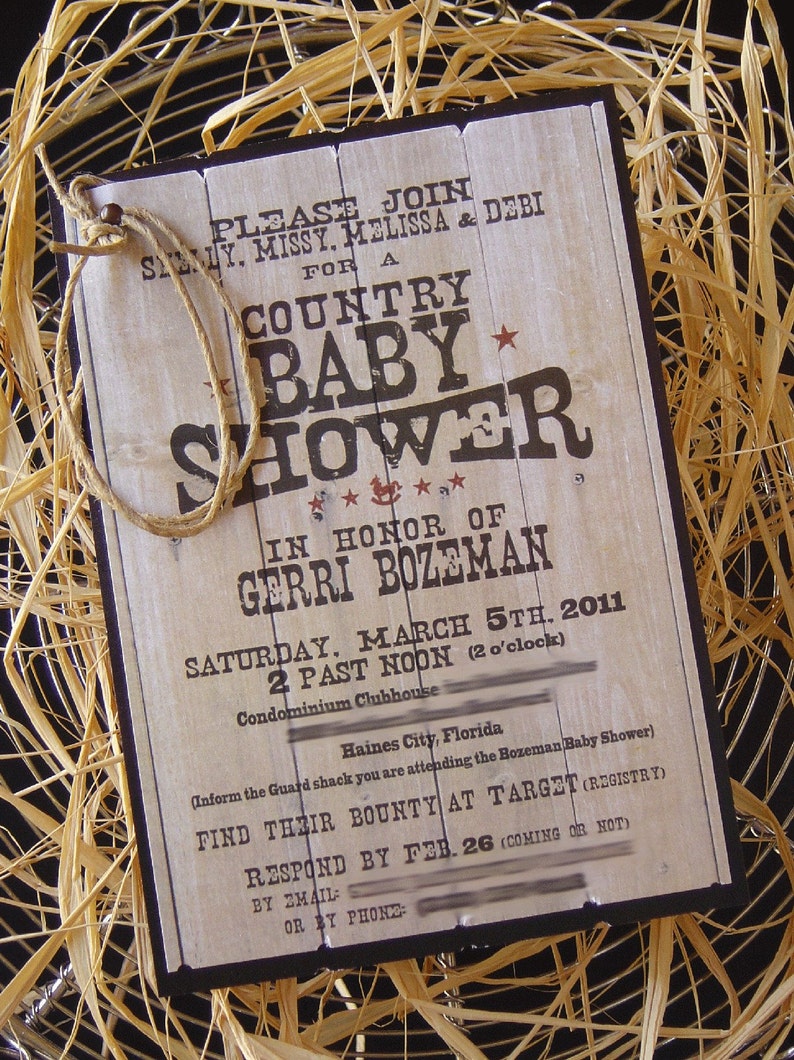 PLEASE JOIN
SHELLY, MISSY, MELISSA & DEBI
FOR A
COUNTRY
BABY
SHOWER
IN HONOR OF
GERRI BOZEMAN
SATURDAY, MARCH 5TH, 2011
2 PAST NOON (2 o'clock)
Condominium Clubhouse
Haines City, Florida
(Inform the Guard shack you are attending the Bozeman Baby Shower)
FIND THEIR BOUNTY AT TARGET (REGISTRY)
RESPOND BY FEB. 26 (COMING OR NOT)
BY EMAIL:
OR BY PHONE: